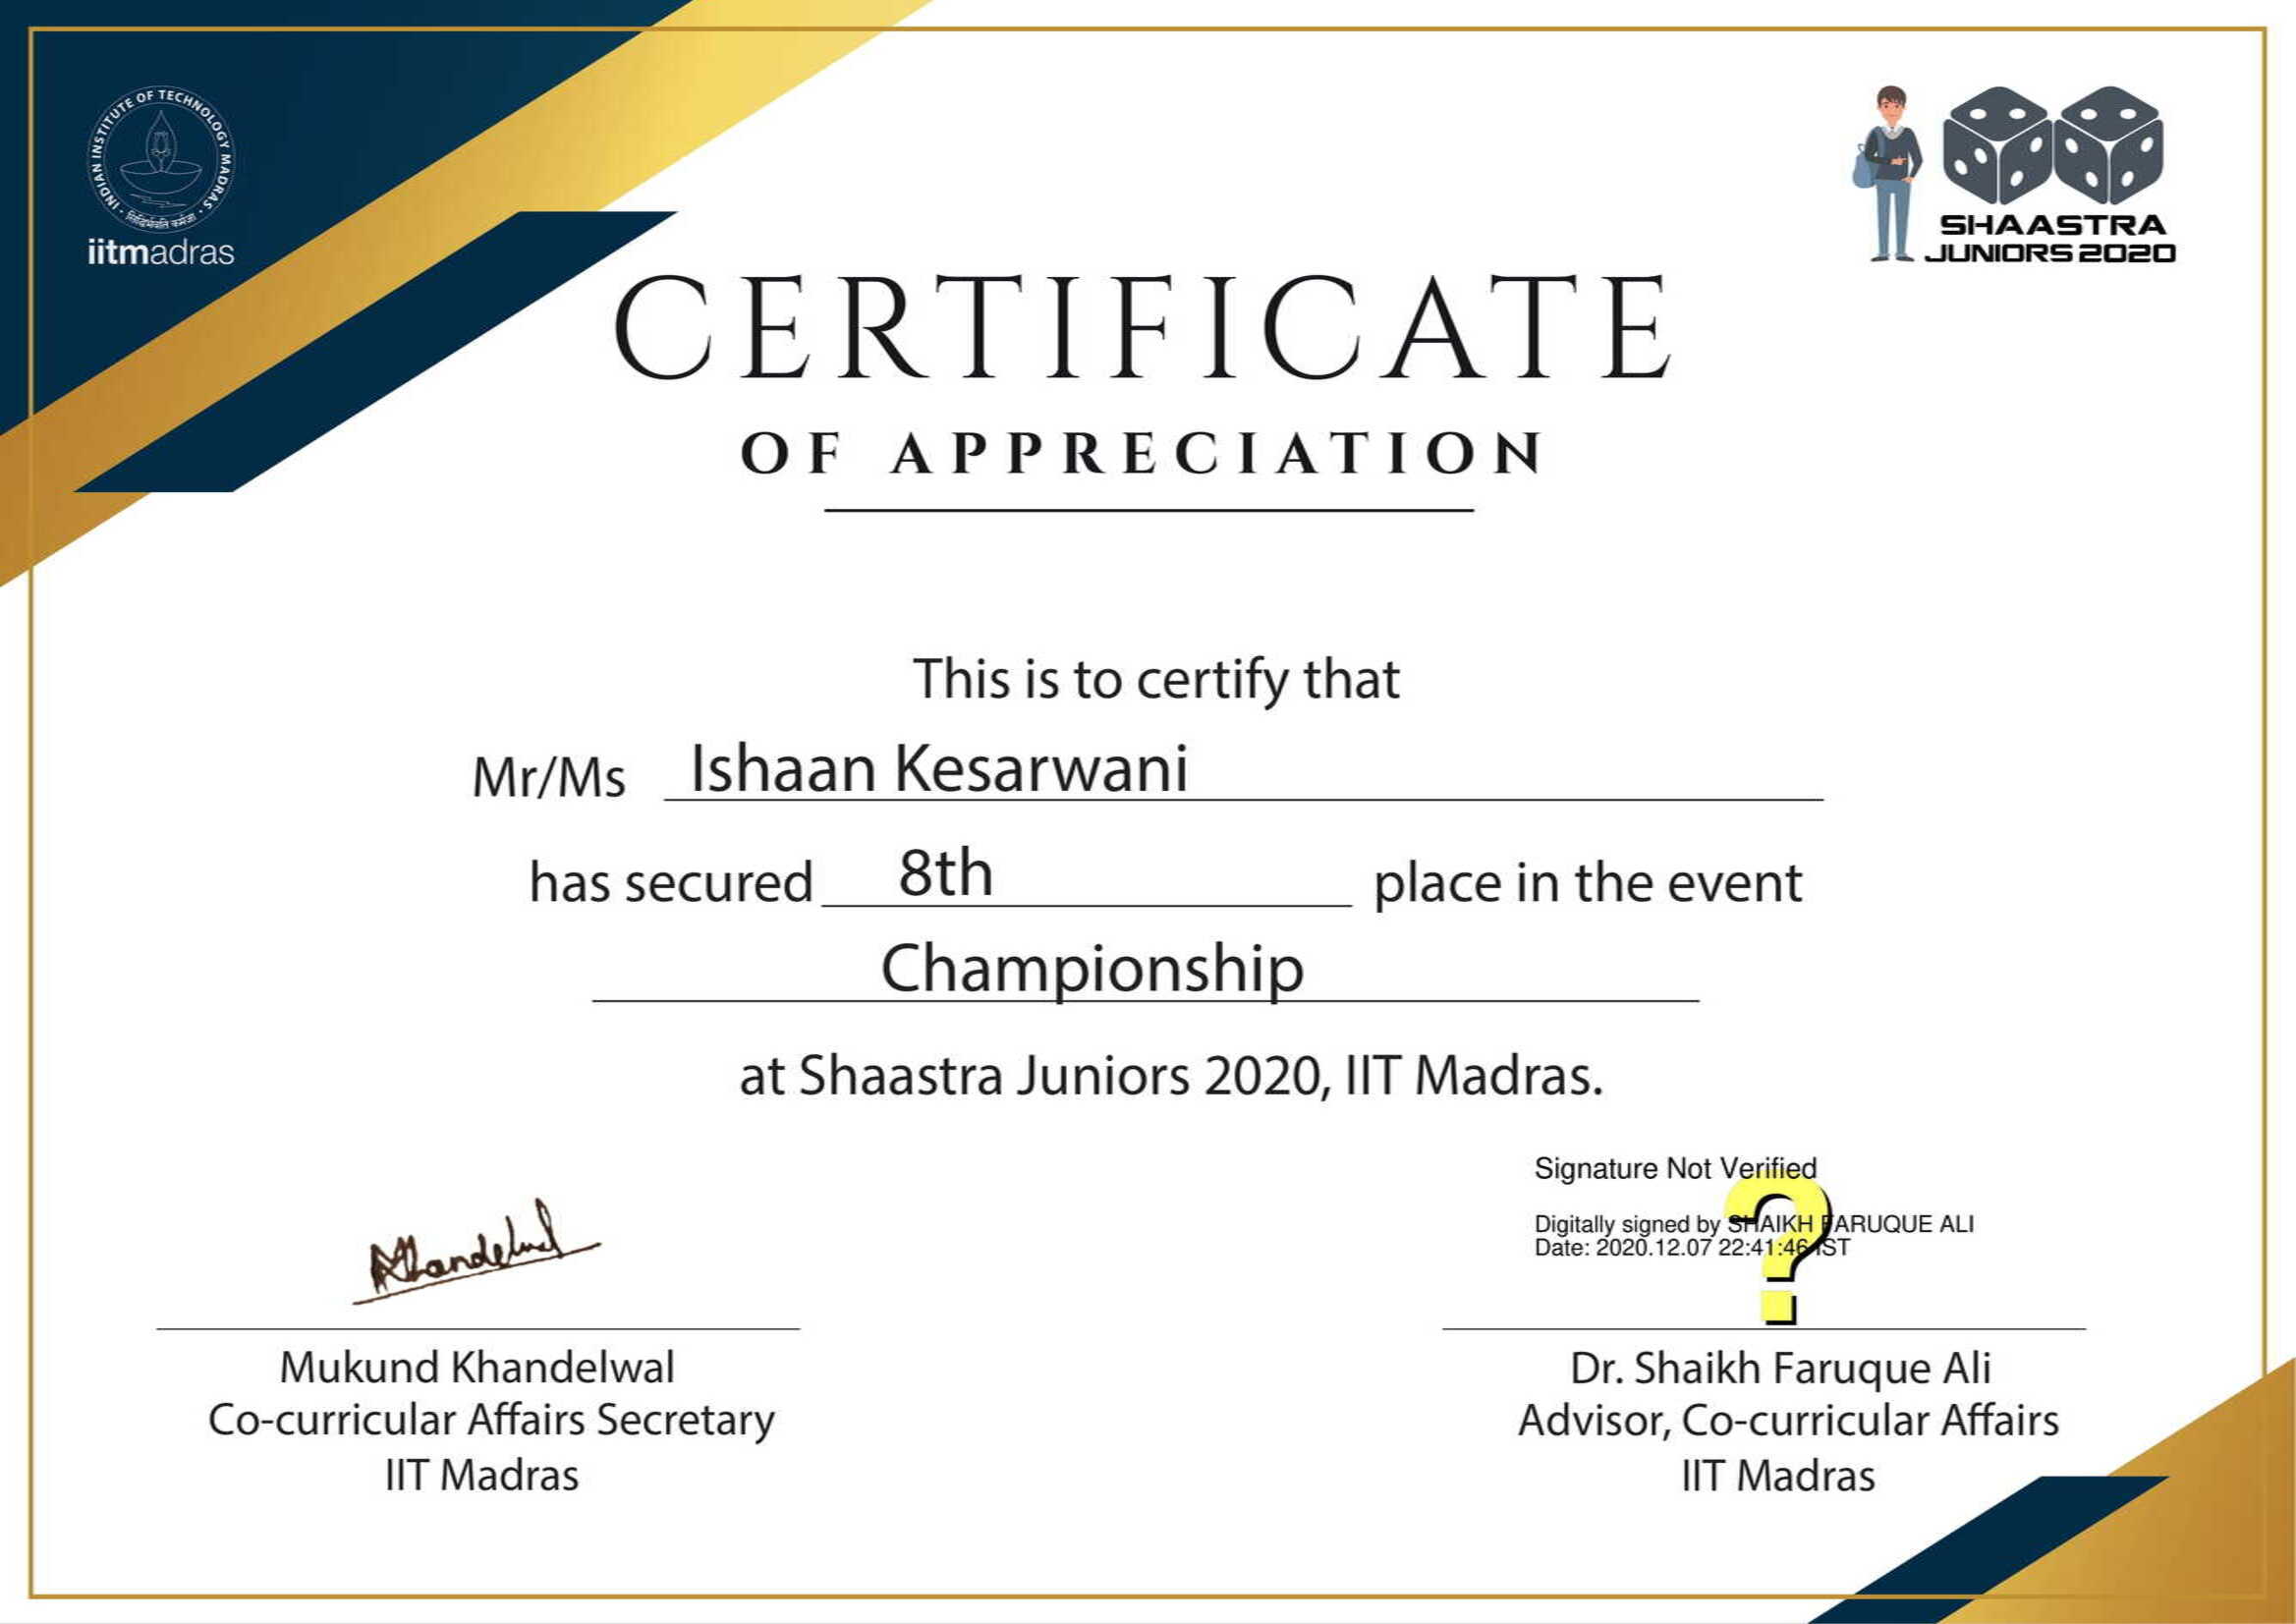 INDIAN INSTITUTE OF TECHNOLOGY MADRAS
सिद्धिर्भवति कर्मजा
iitmadras
SHAASTRA
JUNIORS 2020
CERTIFICATE
OF APPRECIATION
This is to certify that
Mr/Ms Ishaan Kesarwani
has secured 8th place in the event
Championship
at Shaastra Juniors 2020, IIT Madras.
Khandelwal
Signature Not Verified
Digitally signed by SHAIKH FARUQUE ALI
Date: 2020.12.07 22:41:46 IST
?
Mukund Khandelwal
Co-curricular Affairs Secretary
IIT Madras
Dr. Shaikh Faruque Ali
Advisor, Co-curricular Affairs
IIT Madras